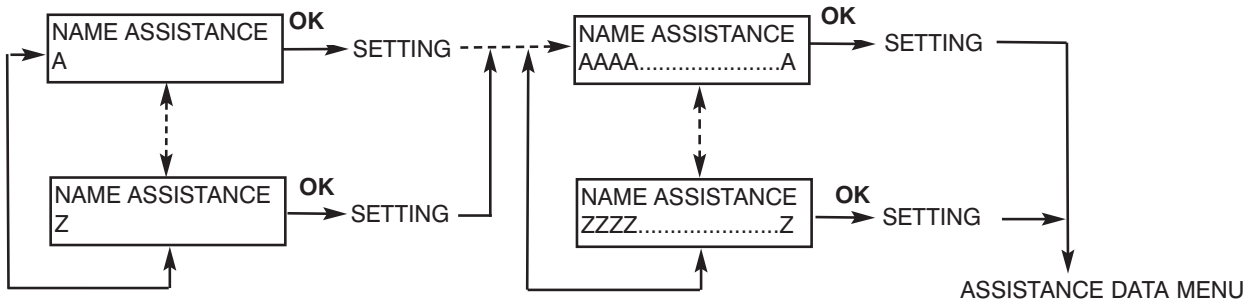 NAME ASSISTANCE
A
OK
SETTING
NAME ASSISTANCE
AAAA......................A
OK
SETTING
NAME ASSISTANCE
Z
OK
SETTING
NAME ASSISTANCE
ZZZZ......................Z
OK
SETTING
ASSISTANCE DATA MENU